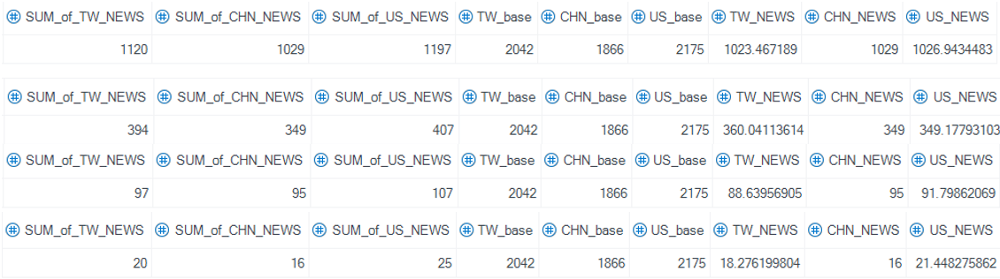 SUM_of_TW_NEWS SUM_of_CHN_NEWS SUM_of_US_NEWS TW_base CHN_base US_base TW_NEWS CHN_NEWS US_NEWS
1120 1029 1197 2042 1866 2175 1023.467189 1029 1026.9434483
SUM_of_TW_NEWS SUM_of_CHN_NEWS SUM_of_US_NEWS TW_base CHN_base US_base TW_NEWS CHN_NEWS US_NEWS
394 349 407 2042 1866 2175 360.04113614 349 349.17793103
SUM_of_TW_NEWS SUM_of_CHN_NEWS SUM_of_US_NEWS TW_base CHN_base US_base TW_NEWS CHN_NEWS US_NEWS
97 95 107 2042 1866 2175 88.63956905 95 91.79862069
SUM_of_TW_NEWS SUM_of_CHN_NEWS SUM_of_US_NEWS TW_base CHN_base US_base TW_NEWS CHN_NEWS US_NEWS
20 16 25 2042 1866 2175 18.276199804 16 21.448275862